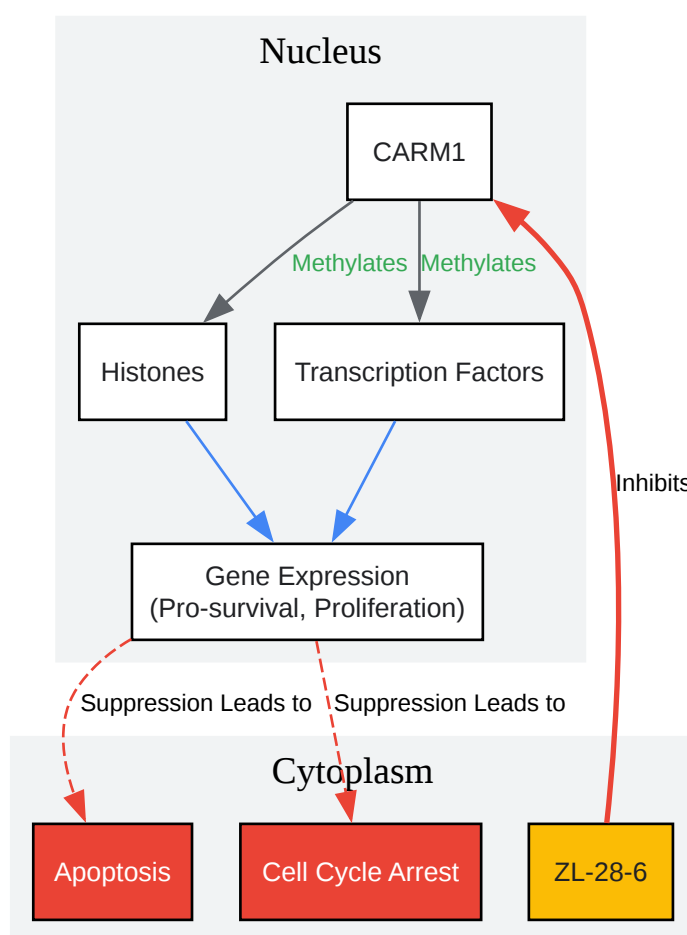 Nucleus
CARM1
Methylates
Methylates
Histones
Transcription Factors
Inhibits
Gene Expression
(Pro-survival, Proliferation)
Suppression Leads to
Suppression Leads to
Cytoplasm
Apoptosis
Cell Cycle Arrest
ZL-28-6